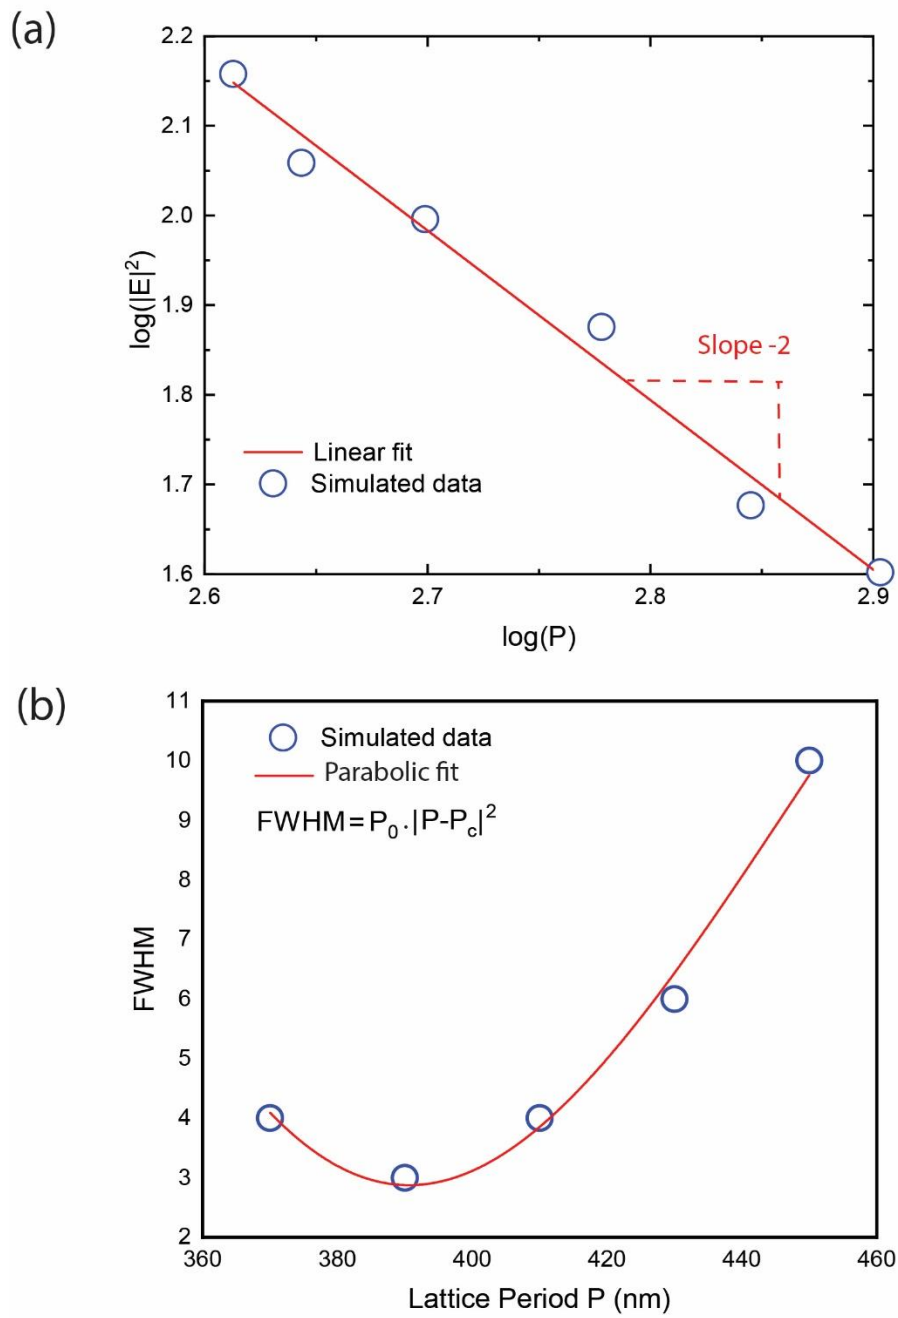 (a)
2.2
2.1
2.0
1.9
1.8
1.7
1.6
log(|E|²)
Slope -2
Linear fit
Simulated data
2.6 2.7 2.8 2.9
log(P)
(b)
11
10
9
8
7
6
5
4
3
2
FWHM
Simulated data
Parabolic fit
FWHM=P₀·|P-P꜀|²
360 380 400 420 440 460
Lattice Period P (nm)